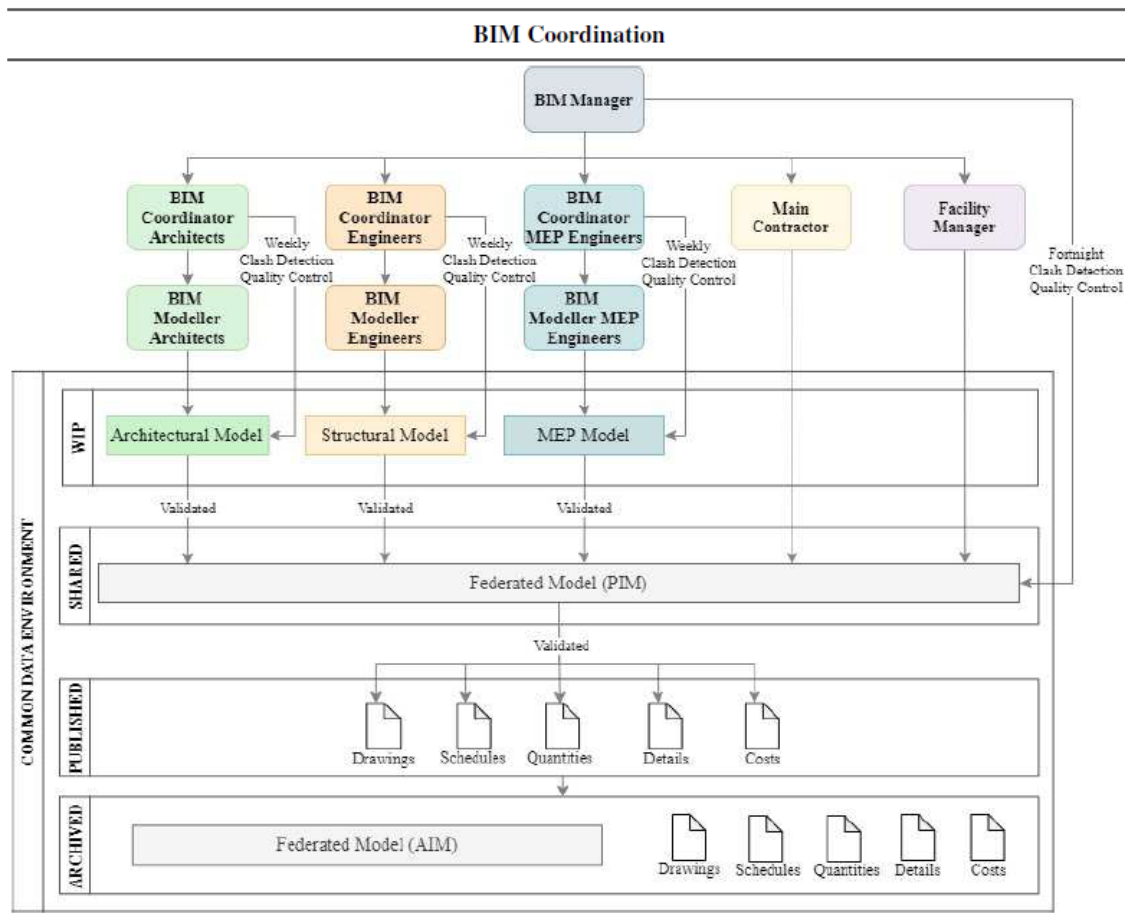 BIM Coordination
BIM Manager
BIM
Coordinator
Architects
BIM
Coordinator
Engineers
BIM
Coordinator
MEP Engineers
Main
Contractor
Facility
Manager
Weekly
Clash Detection
Quality Control
Weekly
Clash Detection
Quality Control
Weekly
Clash Detection
Quality Control
Fortnight
Clash Detection
Quality Control
BIM
Modeller
Architects
BIM
Modeller
Engineers
BIM
Modeller MEP
Engineers
COMMON DATA ENVIRONMENT
WIP
Architectural Model
Structural Model
MEP Model
Validated
Validated
Validated
SHARED
Federated Model (PIM)
Validated
PUBLISHED
Drawings
Schedules
Quantities
Details
Costs
ARCHIVED
Federated Model (AIM)
Drawings
Schedules
Quantities
Details
Costs